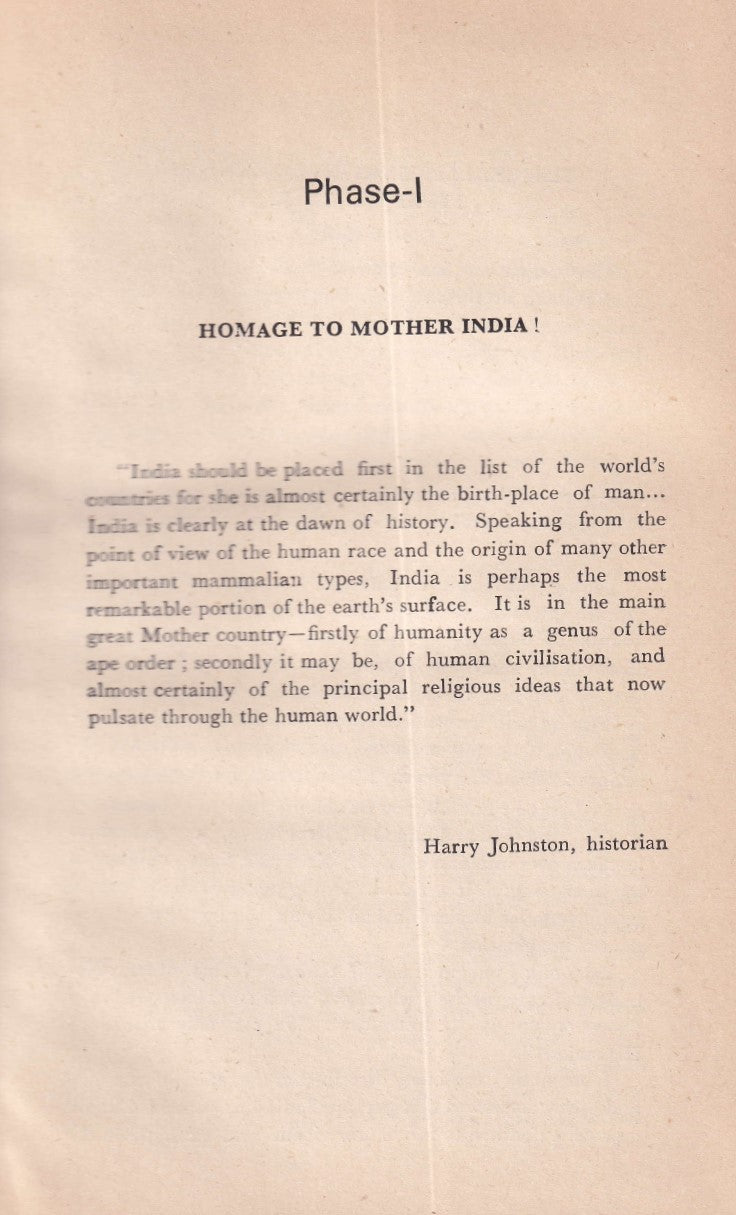 Phase-I
HOMAGE TO MOTHER INDIA !
"India should be placed first in the list of the world's
countries for she is almost certainly the birth-place of man...
India is clearly at the dawn of history. Speaking from the
point of view of the human race and the origin of many other
important mammalian types, India is perhaps the most
remarkable portion of the earth's surface. It is in the main
great Mother country—firstly of humanity as a genus of the
ape order ; secondly it may be, of human civilisation, and
almost certainly of the principal religious ideas that now
pulsate through the human world."
Harry Johnston, historian